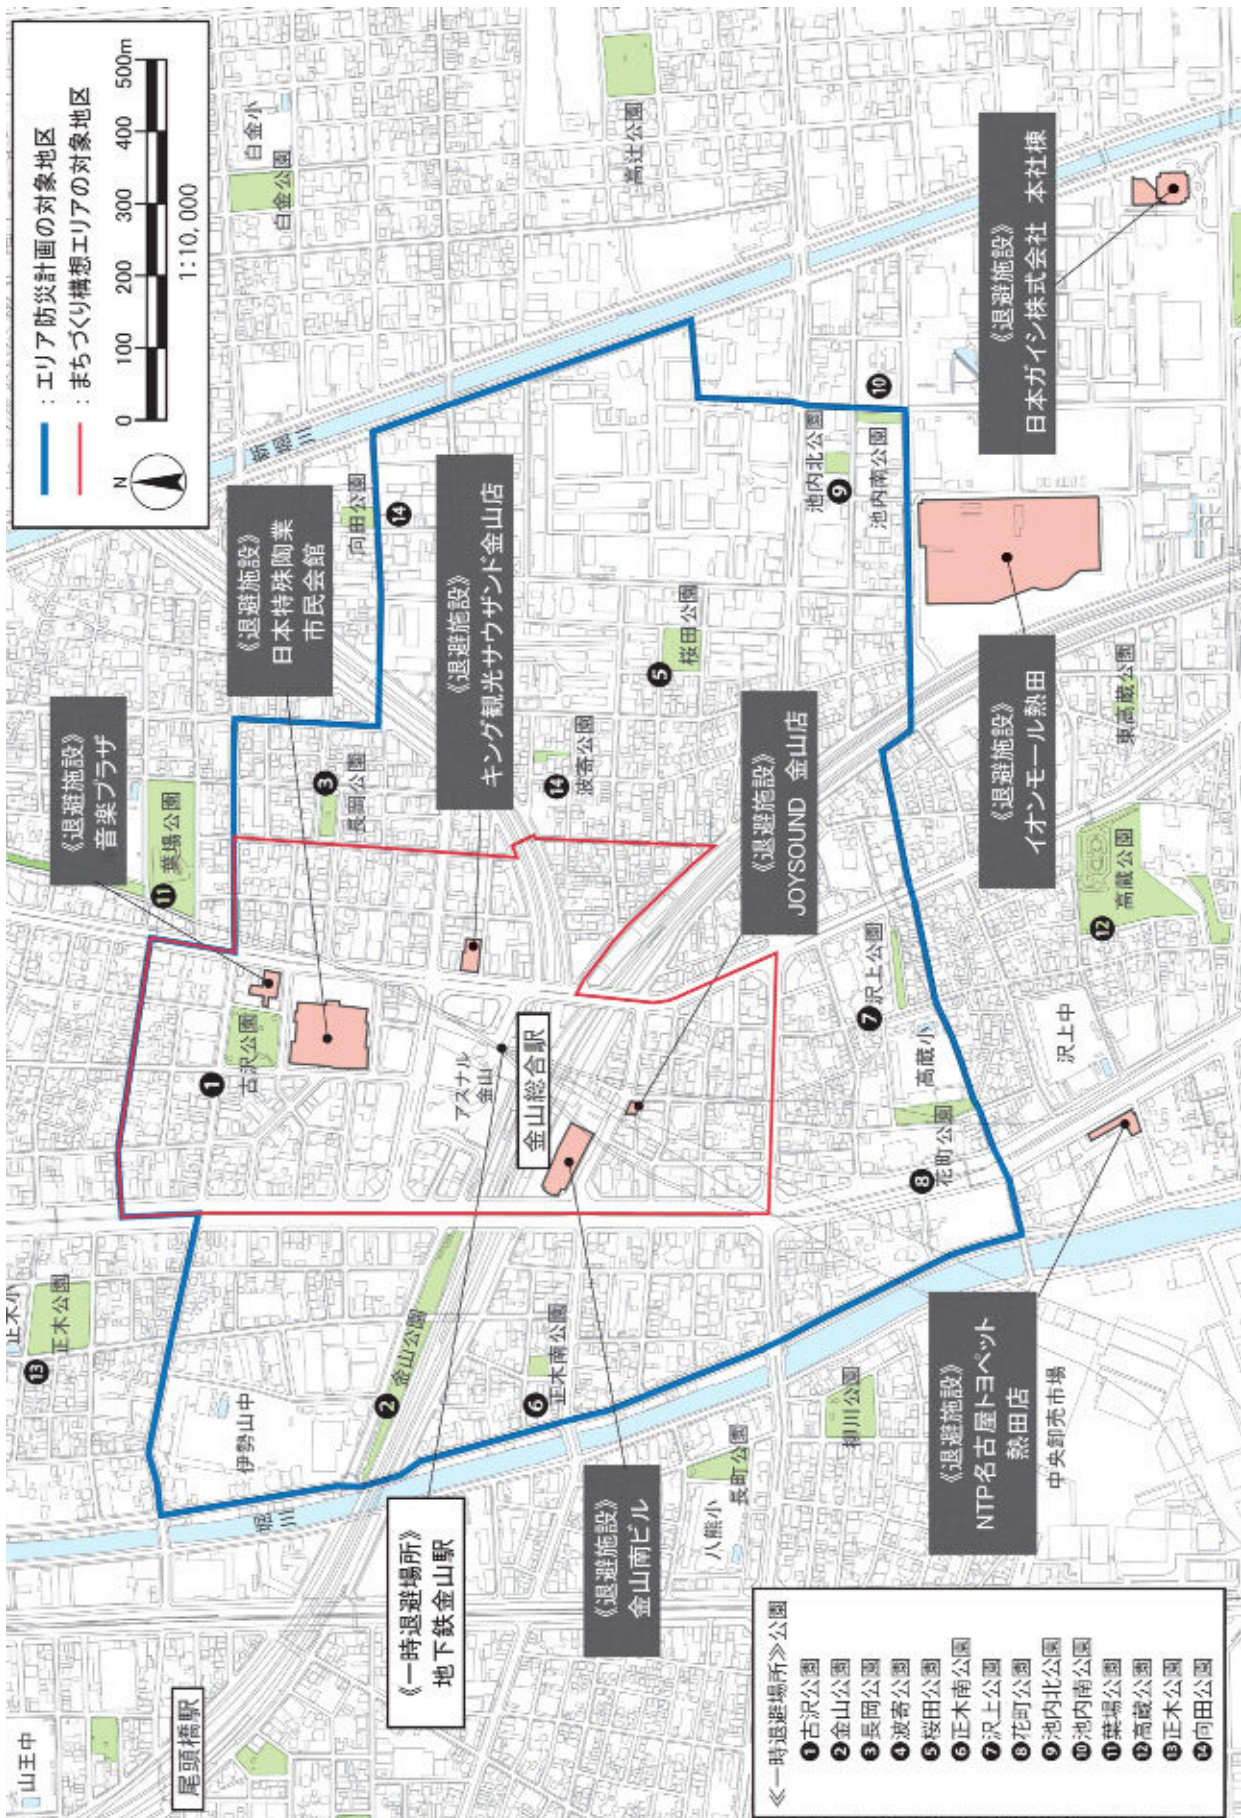 ：エリア防災計画の対象地区
：まちづくり構想エリアの対象地区
0 100 200 300 400 500m
1:10,000
N
山王中
尾頭橋駅
正木小
⓭正木公園
伊勢山中
堀川
❷金山公園
❻正木南公園
八熊小
長町公園
柳川公園
中央卸売市場
《一時退避場所》
地下鉄金山駅
《退避施設》
金山南ビル
《退避施設》
NTP名古屋トヨペット
熱田店
《退避施設》
音楽プラザ
《退避施設》
日本特殊陶業
市民会館
《退避施設》
キング観光サウザンド金山店
《退避施設》
JOYSOUND 金山店
《退避施設》
イオンモール熱田
《退避施設》
日本ガイシ株式会社 本社棟
⓫葉場公園
❶古沢公園
アスナル
金山
金山総合駅
❸長岡公園
⓮向田公園
新堀川
白金小
白金公園
高辻公園
⓮波寄公園
❺桜田公園
❾池内北公園
❿池内南公園
❼沢上公園
高蔵小
❽花町公園
沢上中
⓬高蔵公園
東高蔵公園
≪一時退避場所≫公園
❶古沢公園
❷金山公園
❸長岡公園
❹波寄公園
❺桜田公園
❻正木南公園
❼沢上公園
❽花町公園
❾池内北公園
❿池内南公園
⓫葉場公園
⓬高蔵公園
⓭正木公園
⓮向田公園